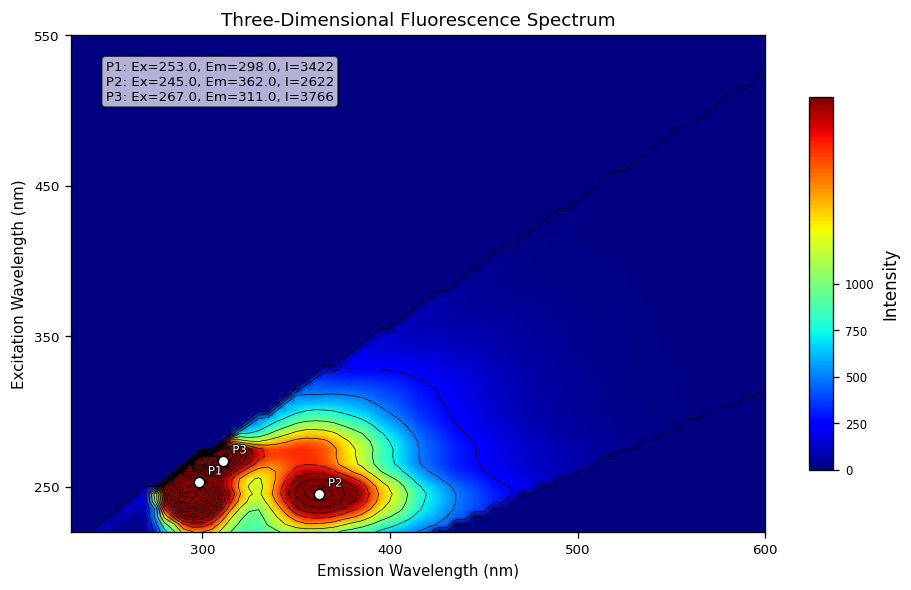 Three-Dimensional Fluorescence Spectrum
550
450
350
250
Excitation Wavelength (nm)
P1: Ex=253.0, Em=298.0, I=3422
P2: Ex=245.0, Em=362.0, I=2622
P3: Ex=267.0, Em=311.0, I=3766
P3
P1
P2
300
400
500
600
Emission Wavelength (nm)
1000
750
500
250
0
Intensity